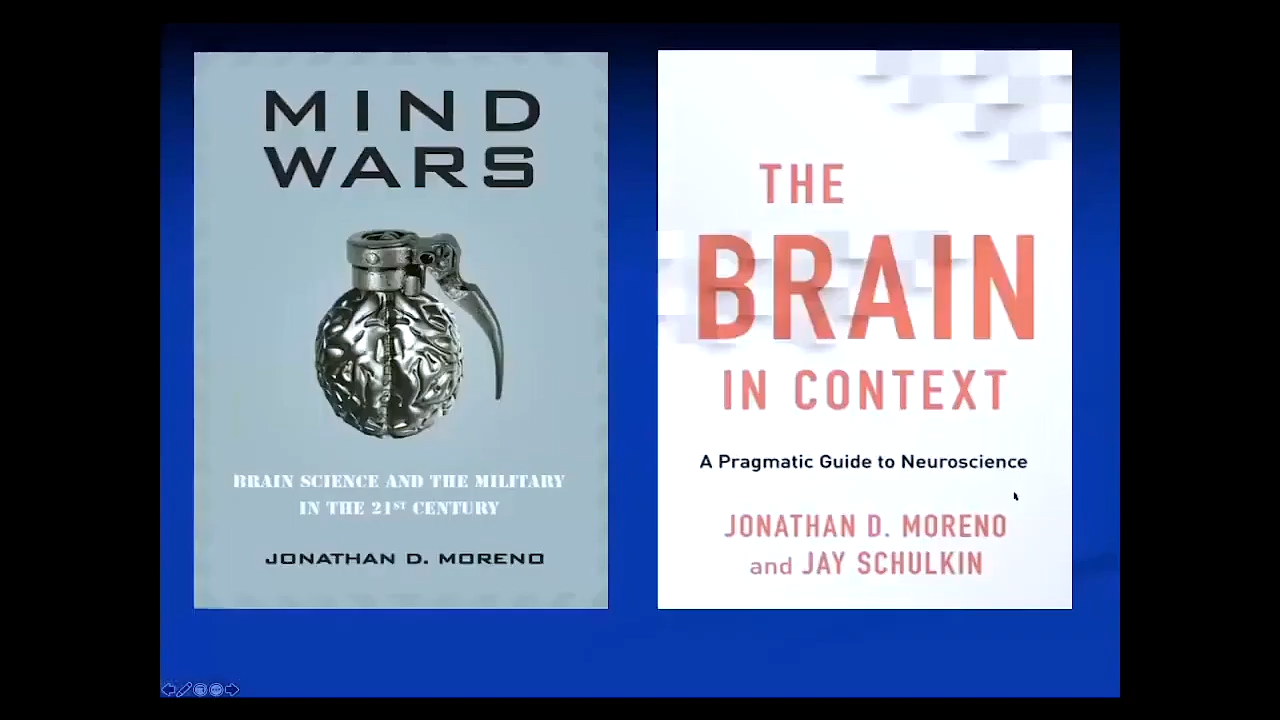 MIND
WARS
BRAIN SCIENCE AND THE MILITARY
IN THE 21ST CENTURY
JONATHAN D. MORENO
THE
BRAIN
IN CONTEXT
A Pragmatic Guide to Neuroscience
JONATHAN D. MORENO
and JAY SCHULKIN